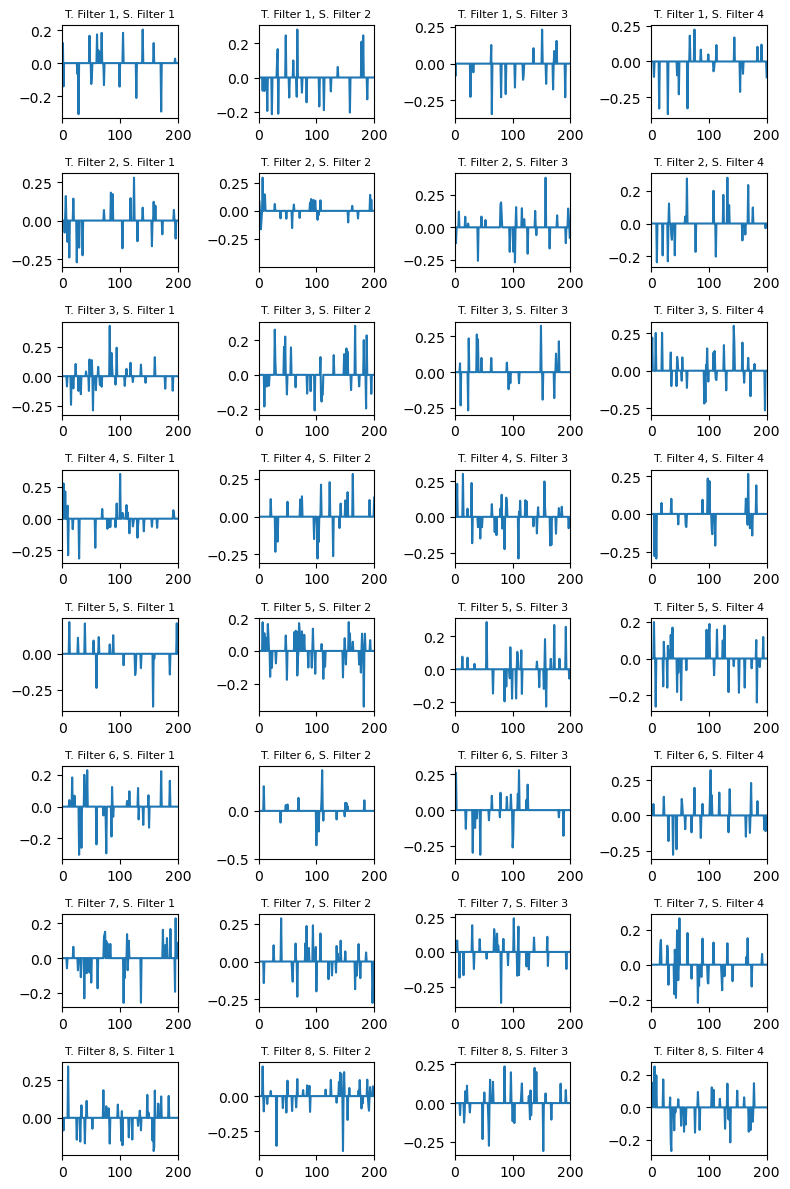 T. Filter 1, S. Filter 1 T. Filter 1, S. Filter 2 T. Filter 1, S. Filter 3 T. Filter 1, S. Filter 4
0.2 0.2 0.25 0.2
0.0 0.0 0.00 0.0
−0.2 −0.2 −0.25 −0.25
0 100 200 0 100 200 0 100 200 0 100 200
T. Filter 2, S. Filter 1 T. Filter 2, S. Filter 2 T. Filter 2, S. Filter 3 T. Filter 2, S. Filter 4
0.25 0.25 0.25 0.2
0.00 0.00 0.00 0.0
−0.25 −0.25 −0.25 −0.2
0 100 200 0 100 200 0 100 200 0 100 200
T. Filter 3, S. Filter 1 T. Filter 3, S. Filter 2 T. Filter 3, S. Filter 3 T. Filter 3, S. Filter 4
0.25 0.2 0.25 0.25
0.00 0.0 0.00 0.00
−0.25 −0.2 −0.25 −0.25
0 100 200 0 100 200 0 100 200 0 100 200
T. Filter 4, S. Filter 1 T. Filter 4, S. Filter 2 T. Filter 4, S. Filter 3 T. Filter 4, S. Filter 4
0.25 0.25 0.25 0.25
0.00 0.00 0.00 0.00
−0.25 −0.25 −0.25 −0.25
0 100 200 0 100 200 0 100 200 0 100 200
T. Filter 5, S. Filter 1 T. Filter 5, S. Filter 2 T. Filter 5, S. Filter 3 T. Filter 5, S. Filter 4
0.2 0.2 0.2
0.00 0.0 0.0 0.0
−0.25 −0.2 −0.2 −0.2
0 100 200 0 100 200 0 100 200 0 100 200
T. Filter 6, S. Filter 1 T. Filter 6, S. Filter 2 T. Filter 6, S. Filter 3 T. Filter 6, S. Filter 4
0.2 0.25 0.25
0.0 0.0 0.00 0.00
−0.2 −0.5 −0.25 −0.25
0 100 200 0 100 200 0 100 200 0 100 200
T. Filter 7, S. Filter 1 T. Filter 7, S. Filter 2 T. Filter 7, S. Filter 3 T. Filter 7, S. Filter 4
0.2 0.25 0.25 0.25
0.0 0.00 0.00 0.00
−0.2 −0.25 −0.25 −0.25
0 100 200 0 100 200 0 100 200 0 100 200
T. Filter 8, S. Filter 1 T. Filter 8, S. Filter 2 T. Filter 8, S. Filter 3 T. Filter 8, S. Filter 4
0.25 0.25 0.2
0.00 0.00 0.00 0.0
−0.25 −0.25 −0.2
0 100 200 0 100 200 0 100 200 0 100 200